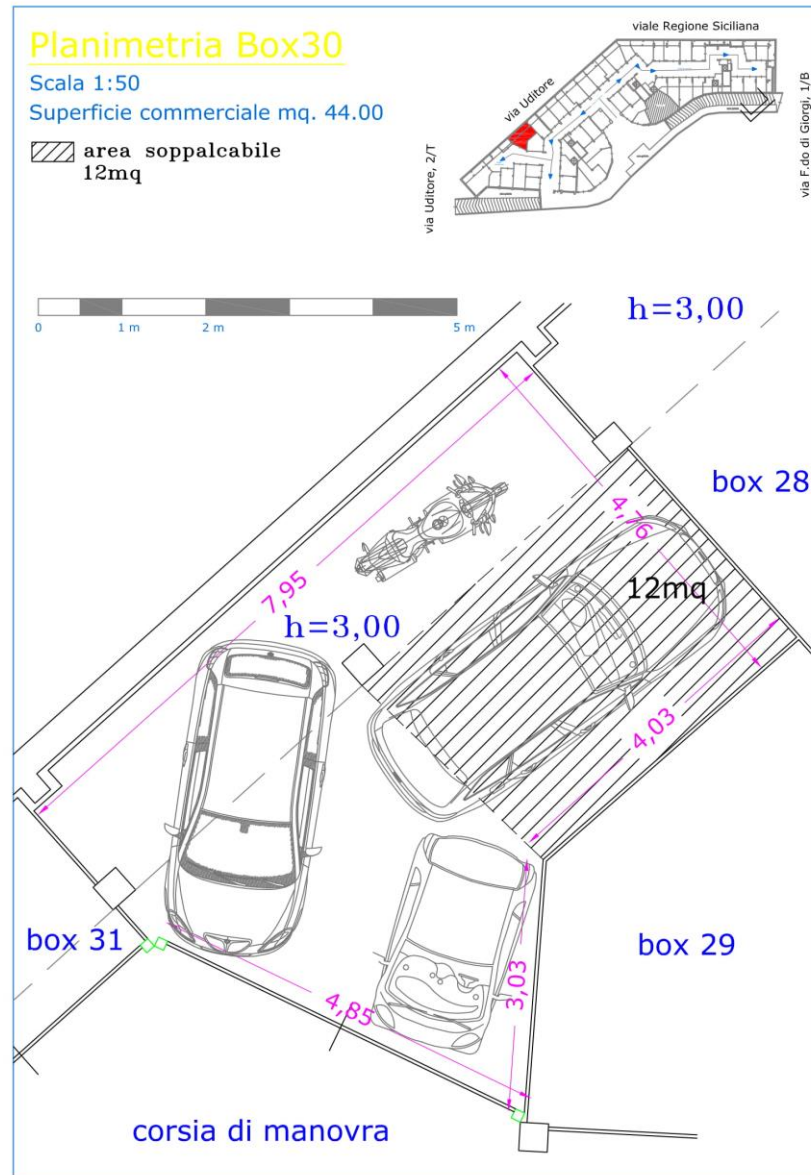 Planimetria Box30
Scala 1:50
Superficie commerciale mq. 44.00
area soppalcabile
12mq
viale Regione Siciliana
via Uditore
via Uditore, 2/T
via F.do di Giorgi, 1/B
0 1 m 2 m 5 m
h=3,00
box 28
4,76
12mq
7,95
h=3,00
4,03
box 31
box 29
3,03
4,85
corsia di manovra